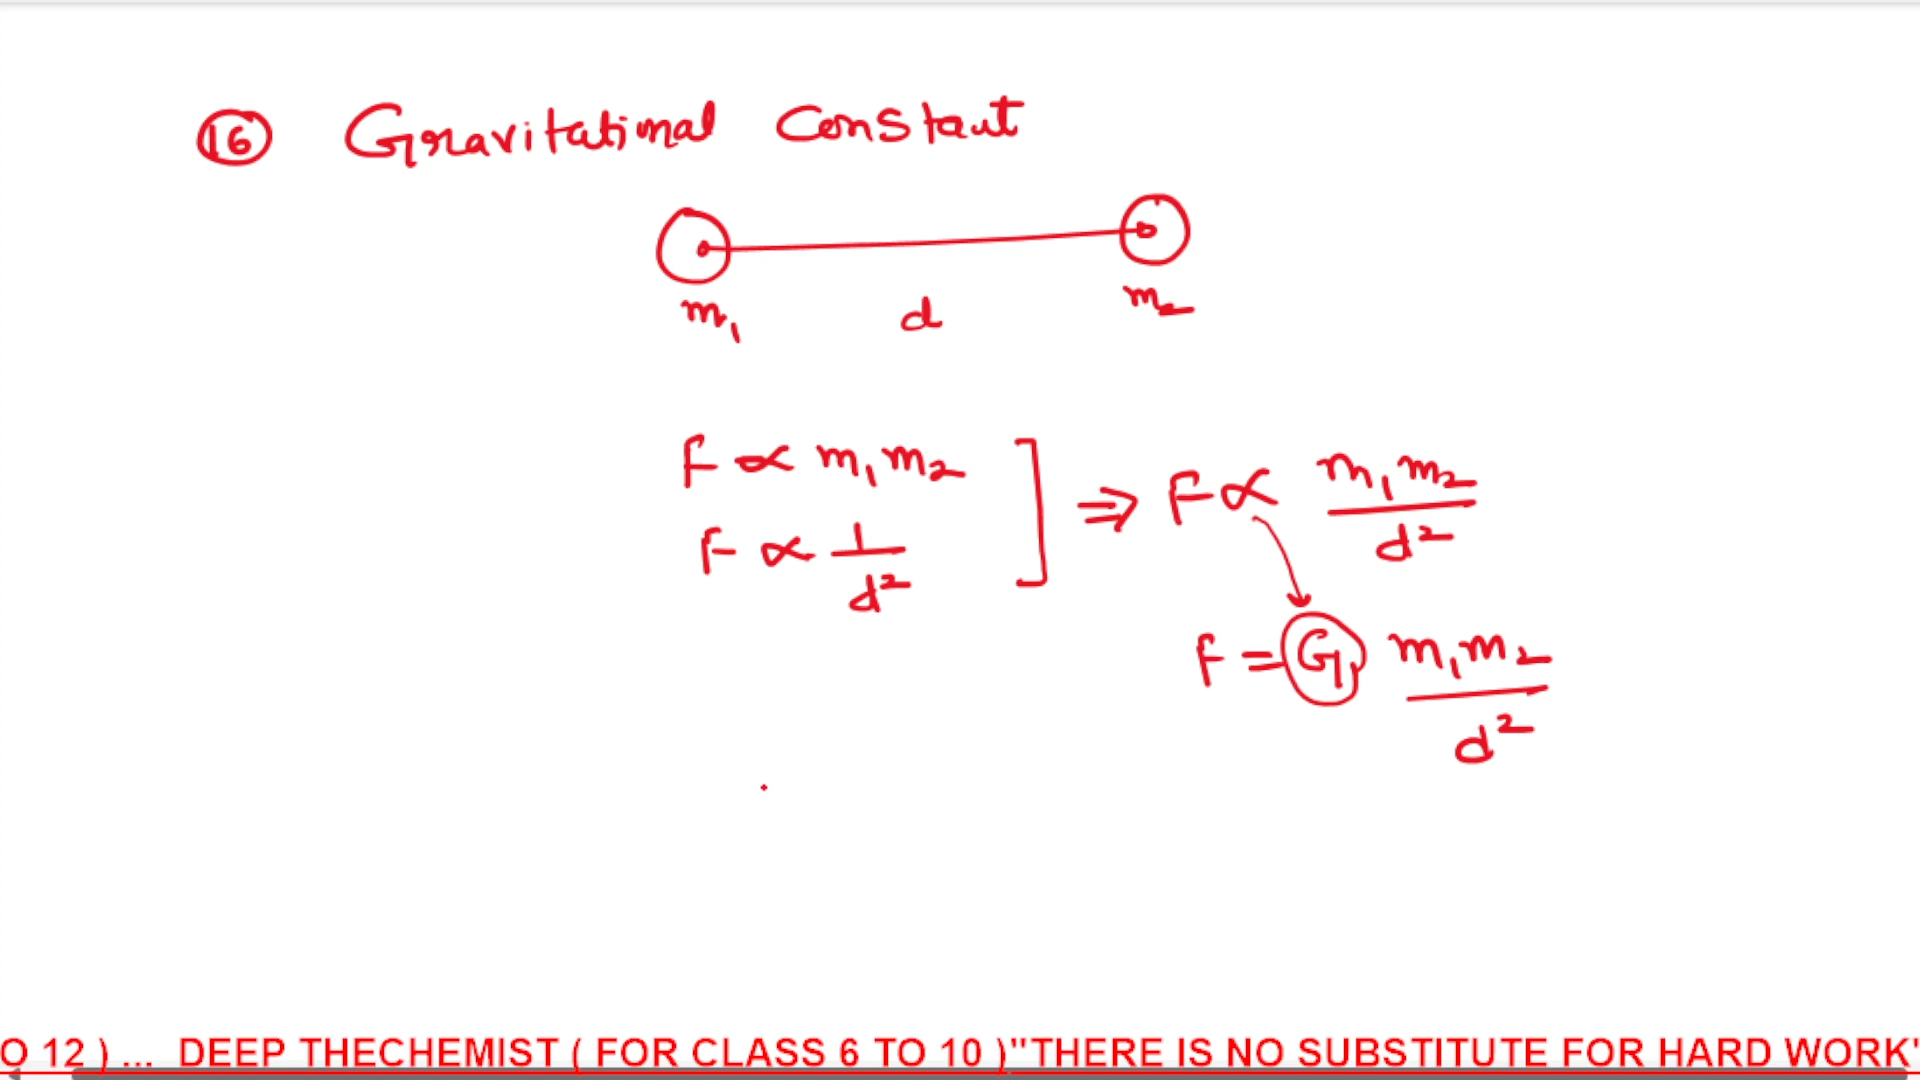 16 Gravitational Constant
m₁ d m₂
F ∝ m₁m₂
F ∝ 1/d²
⇒ F ∝ m₁m₂/d²
F = G m₁m₂/d²
O 12 ) ... DEEP THECHEMIST ( FOR CLASS 6 TO 10 )"THERE IS NO SUBSTITUTE FOR HARD WORK"